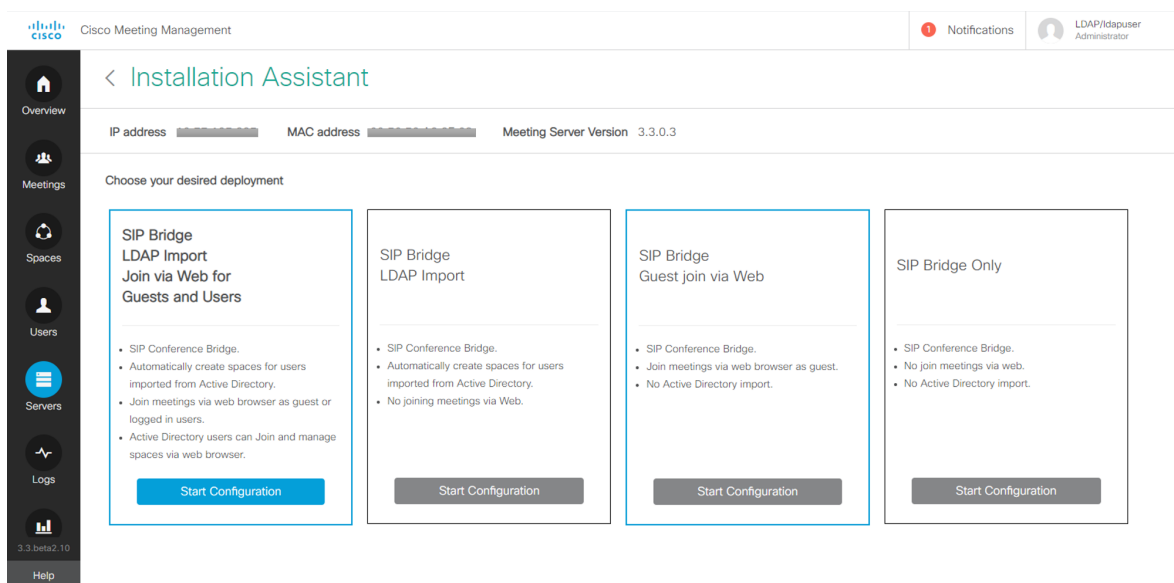 CISCO Cisco Meeting Management
1 Notifications
LDAP/ldapuser
Administrator
Overview
Meetings
Spaces
Users
Servers
Logs
3.3.beta2.10
Help
Installation Assistant
IP address
MAC address
Meeting Server Version 3.3.0.3
Choose your desired deployment
SIP Bridge
LDAP Import
Join via Web for
Guests and Users
• SIP Conference Bridge.
• Automatically create spaces for users
imported from Active Directory.
• Join meetings via web browser as guest or
logged in users.
• Active Directory users can Join and manage
spaces via web browser.
Start Configuration
SIP Bridge
LDAP Import
• SIP Conference Bridge.
• Automatically create spaces for users
imported from Active Directory.
• No joining meetings via Web.
Start Configuration
SIP Bridge
Guest join via Web
• SIP Conference Bridge.
• Join meetings via web browser as guest.
• No Active Directory import.
Start Configuration
SIP Bridge Only
• SIP Conference Bridge.
• No join meetings via web.
• No Active Directory import.
Start Configuration